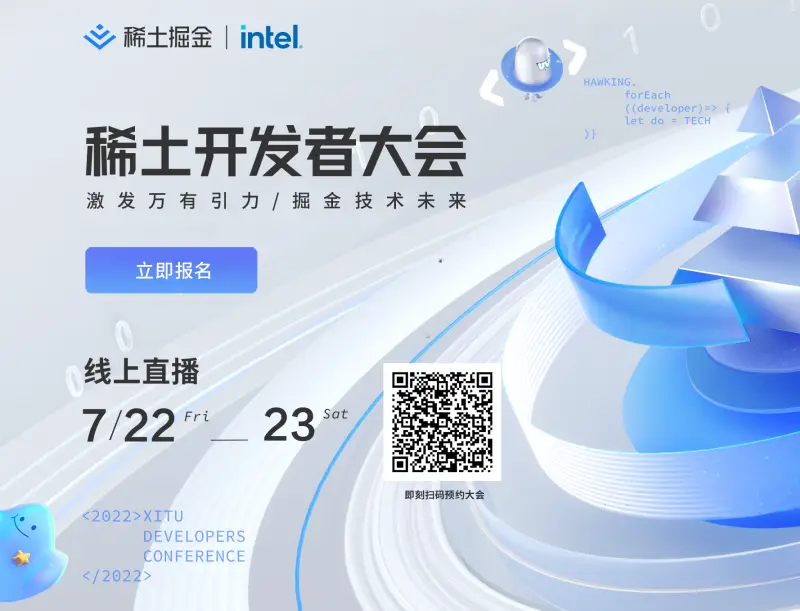 稀土掘金 | intel.
HAWKING.
forEach
((developer)=> {
let do = TECH
)}
稀土开发者大会
激发万有引力/掘金技术未来
立即报名
线上直播
7/22 Fri __ 23 Sat
即刻扫码预约大会
<2022>XITU
DEVELOPERS
CONFERENCE
</2022>